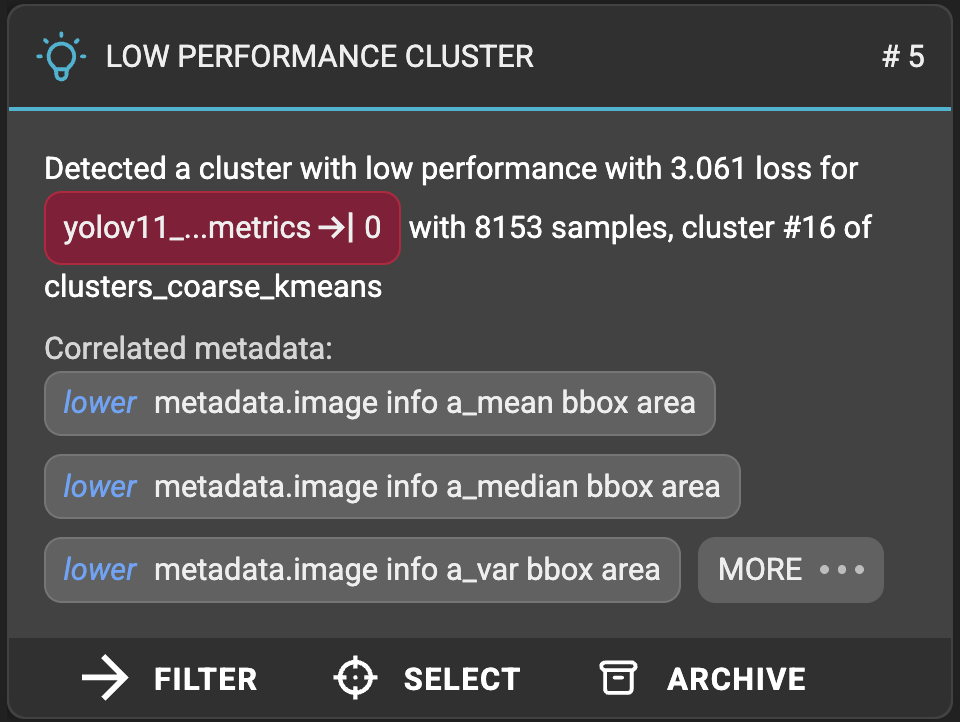 LOW PERFORMANCE CLUSTER # 5
Detected a cluster with low performance with 3.061 loss for
yolov11_...metrics →| 0 with 8153 samples, cluster #16 of
clusters_coarse_kmeans
Correlated metadata:
lower metadata.image info a_mean bbox area
lower metadata.image info a_median bbox area
lower metadata.image info a_var bbox area MORE •••
FILTER SELECT ARCHIVE